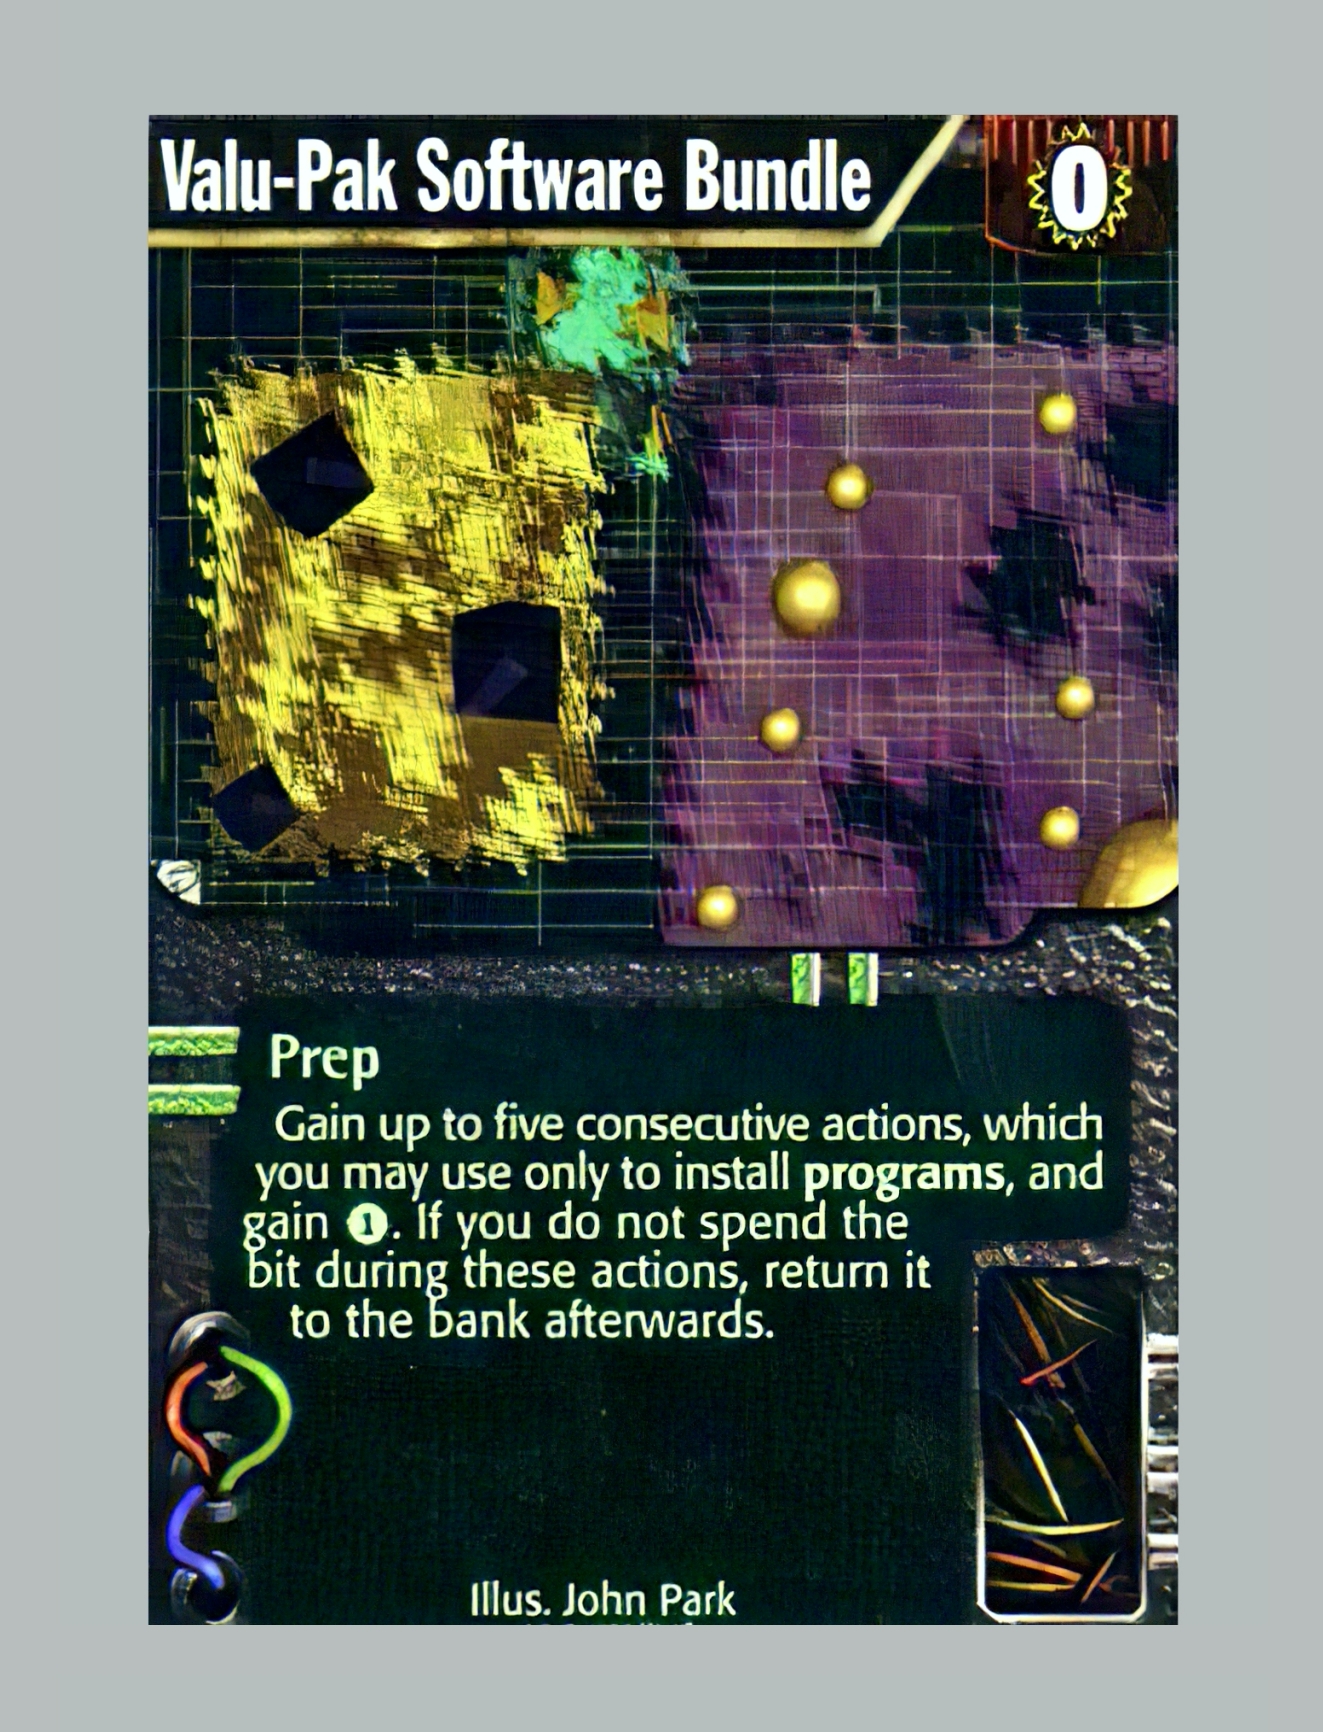 Valu-Pak Software Bundle
0
Prep
Gain up to five consecutive actions, which
you may use only to install programs, and
gain 1. If you do not spend the
bit during these actions, return it
to the bank afterwards.
Illus. John Park